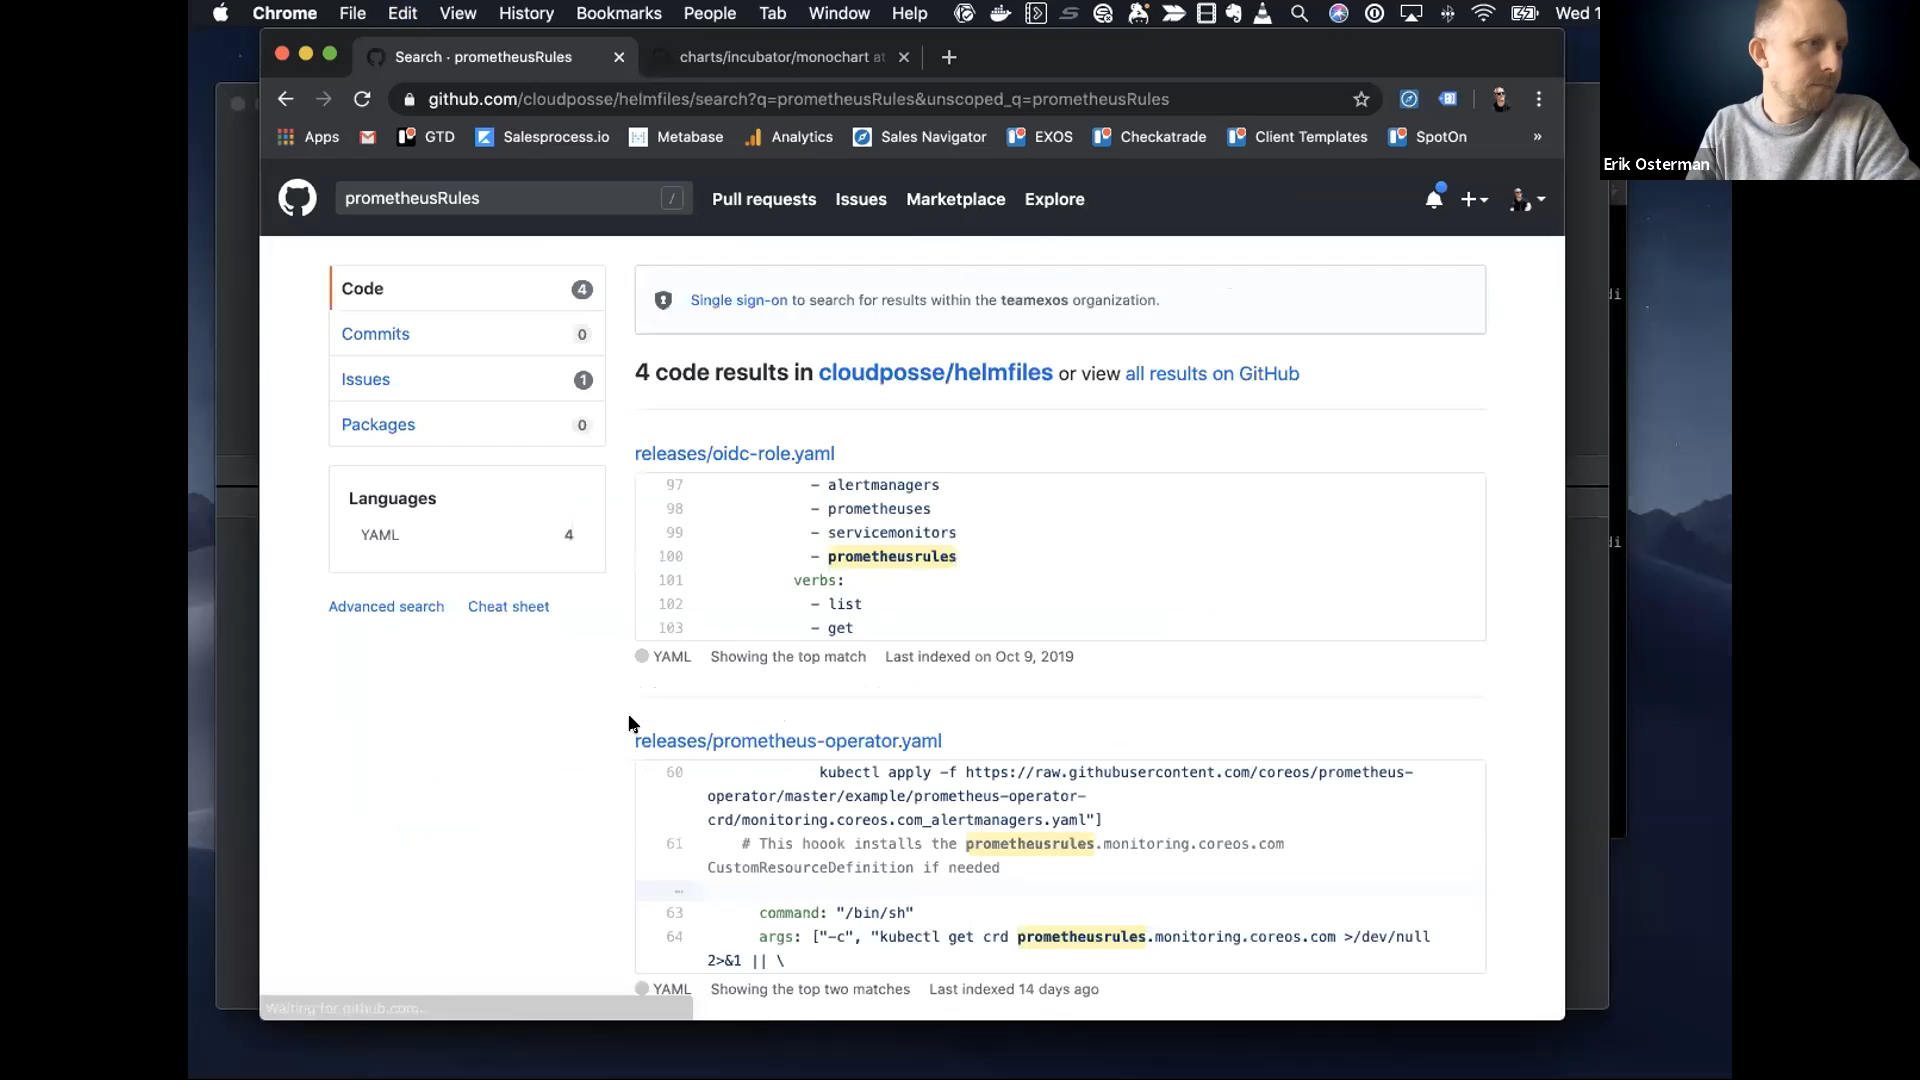 Chrome File Edit View History Bookmarks People Tab Window Help Wed 1
Search · prometheusRules
charts/incubator/monochart at
github.com/cloudposse/helmfiles/search?q=prometheusRules&unscoped_q=prometheusRules
Apps GTD Salesprocess.io Metabase Analytics Sales Navigator EXOS Checkatrade Client Templates SpotOn »
Erik Osterman
prometheusRules / Pull requests Issues Marketplace Explore
Code 4
Commits 0
Issues 1
Packages 0
Languages
YAML 4
Advanced search Cheat sheet
Single sign-on to search for results within the teamexos organization.
4 code results in cloudposse/helmfiles or view all results on GitHub
releases/oidc-role.yaml
97 - alertmanagers
98 - prometheuses
99 - servicemonitors
100 - prometheusrules
101 verbs:
102 - list
103 - get
YAML Showing the top match Last indexed on Oct 9, 2019
releases/prometheus-operator.yaml
60 kubectl apply -f https://raw.githubusercontent.com/coreos/prometheus-
operator/master/example/prometheus-operator-
crd/monitoring.coreos.com_alertmanagers.yaml"]
61 # This hoook installs the prometheusrules.monitoring.coreos.com
CustomResourceDefinition if needed
…
63 command: "/bin/sh"
64 args: ["-c", "kubectl get crd prometheusrules.monitoring.coreos.com >/dev/null
2>&1 || \
YAML Showing the top two matches Last indexed 14 days ago
Waiting for github.com...